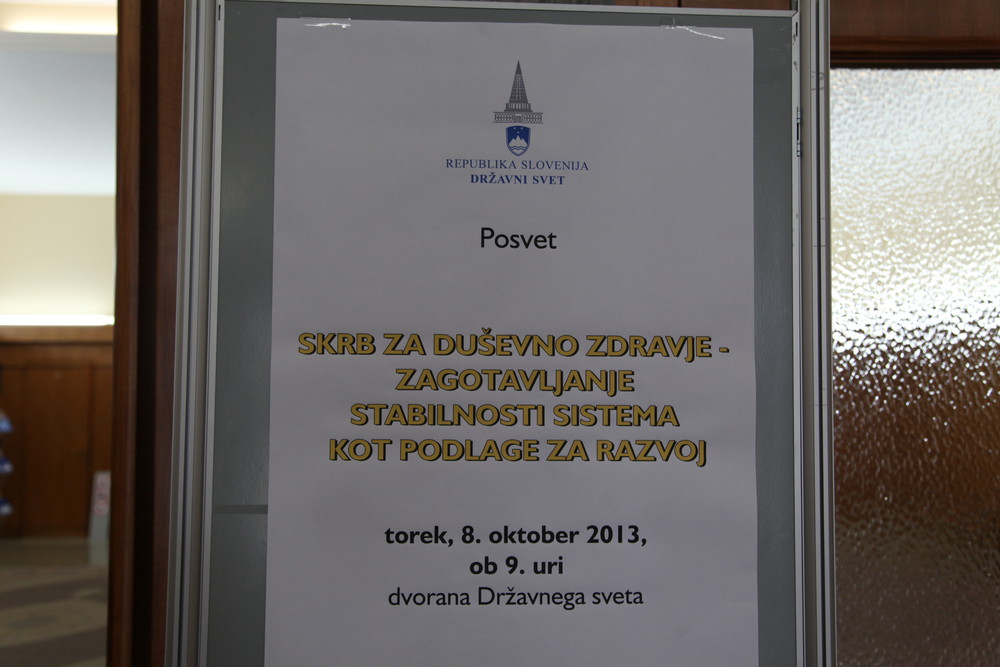 REPUBLIKA SLOVENIJA
DRŽAVNI SVET
Posvet
SKRB ZA DUŠEVNO ZDRAVJE -
ZAGOTAVLJANJE
STABILNOSTI SISTEMA
KOT PODLAGE ZA RAZVOJ
torek, 8. oktober 2013,
ob 9. uri
dvorana Državnega sveta